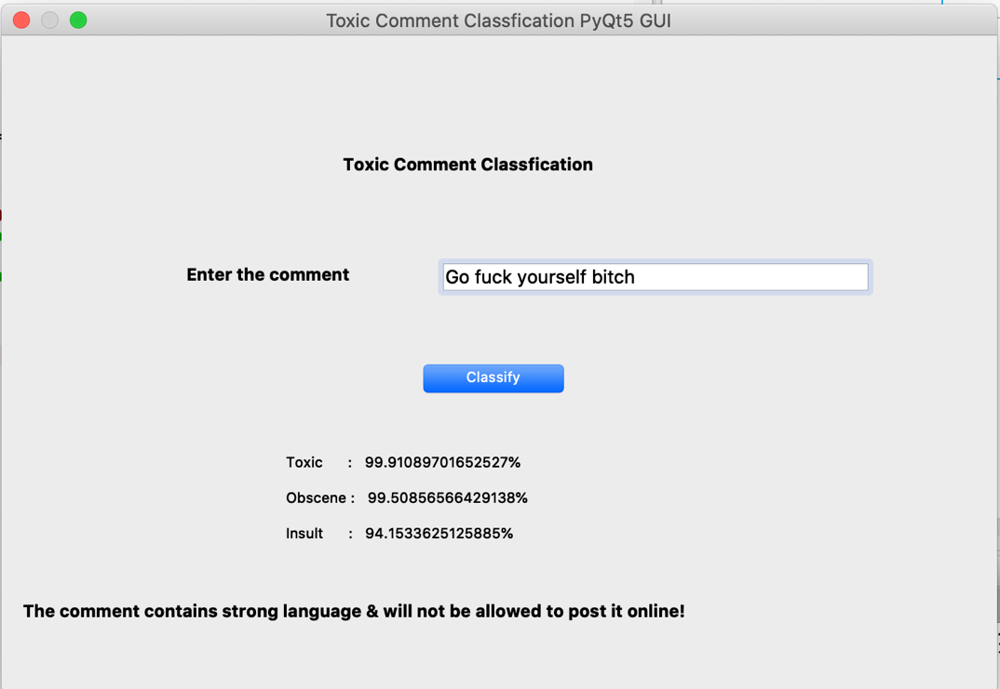 Toxic Comment Classfication PyQt5 GUI
Toxic Comment Classfication
Enter the comment
Go fuck yourself bitch
Classify
Toxic : 99.91089701652527%
Obscene : 99.50856566429138%
Insult : 94.1533625125885%
The comment contains strong language & will not be allowed to post it online!